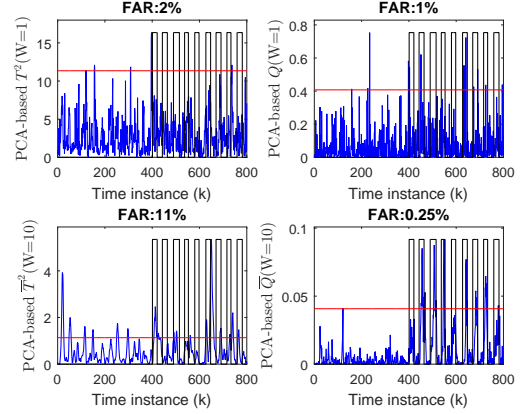 FAR:2%
PCA-based T²(W=1)
15
10
5
0
0 200 400 600 800
Time instance (k)
FAR:1%
PCA-based Q(W=1)
0.8
0.6
0.4
0.2
0
0 200 400 600 800
Time instance (k)
FAR:11%
PCA-based T̅²(W=10)
4
2
0
0 200 400 600 800
Time instance (k)
FAR:0.25%
PCA-based Q̅(W=10)
0.1
0.05
0
0 200 400 600 800
Time instance (k)